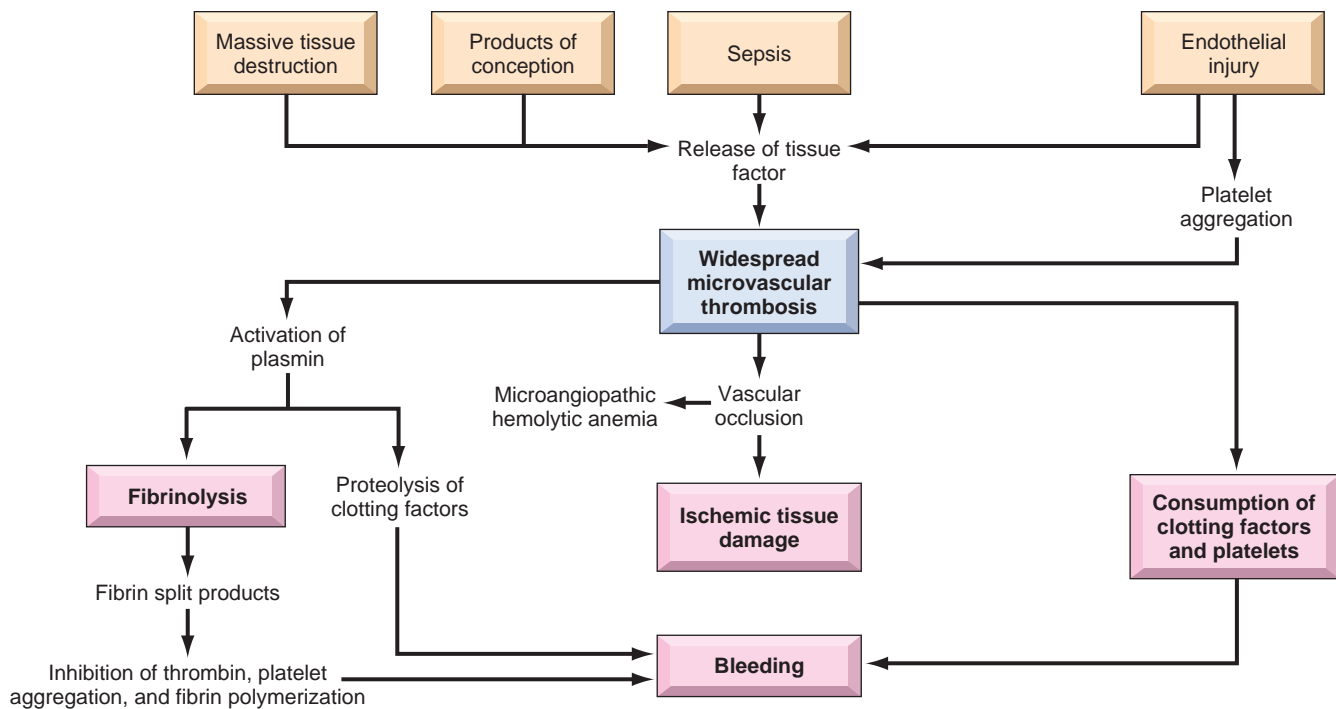 Massive tissue
destruction
Products of
conception
Sepsis
Endothelial
injury
Release of tissue
factor
Platelet
aggregation
Widespread
microvascular
thrombosis
Activation of
plasmin
Microangiopathic
hemolytic anemia
Vascular
occlusion
Fibrinolysis
Proteolysis of
clotting factors
Ischemic tissue
damage
Consumption of
clotting factors
and platelets
Fibrin split products
Bleeding
Inhibition of thrombin, platelet
aggregation, and fibrin polymerization